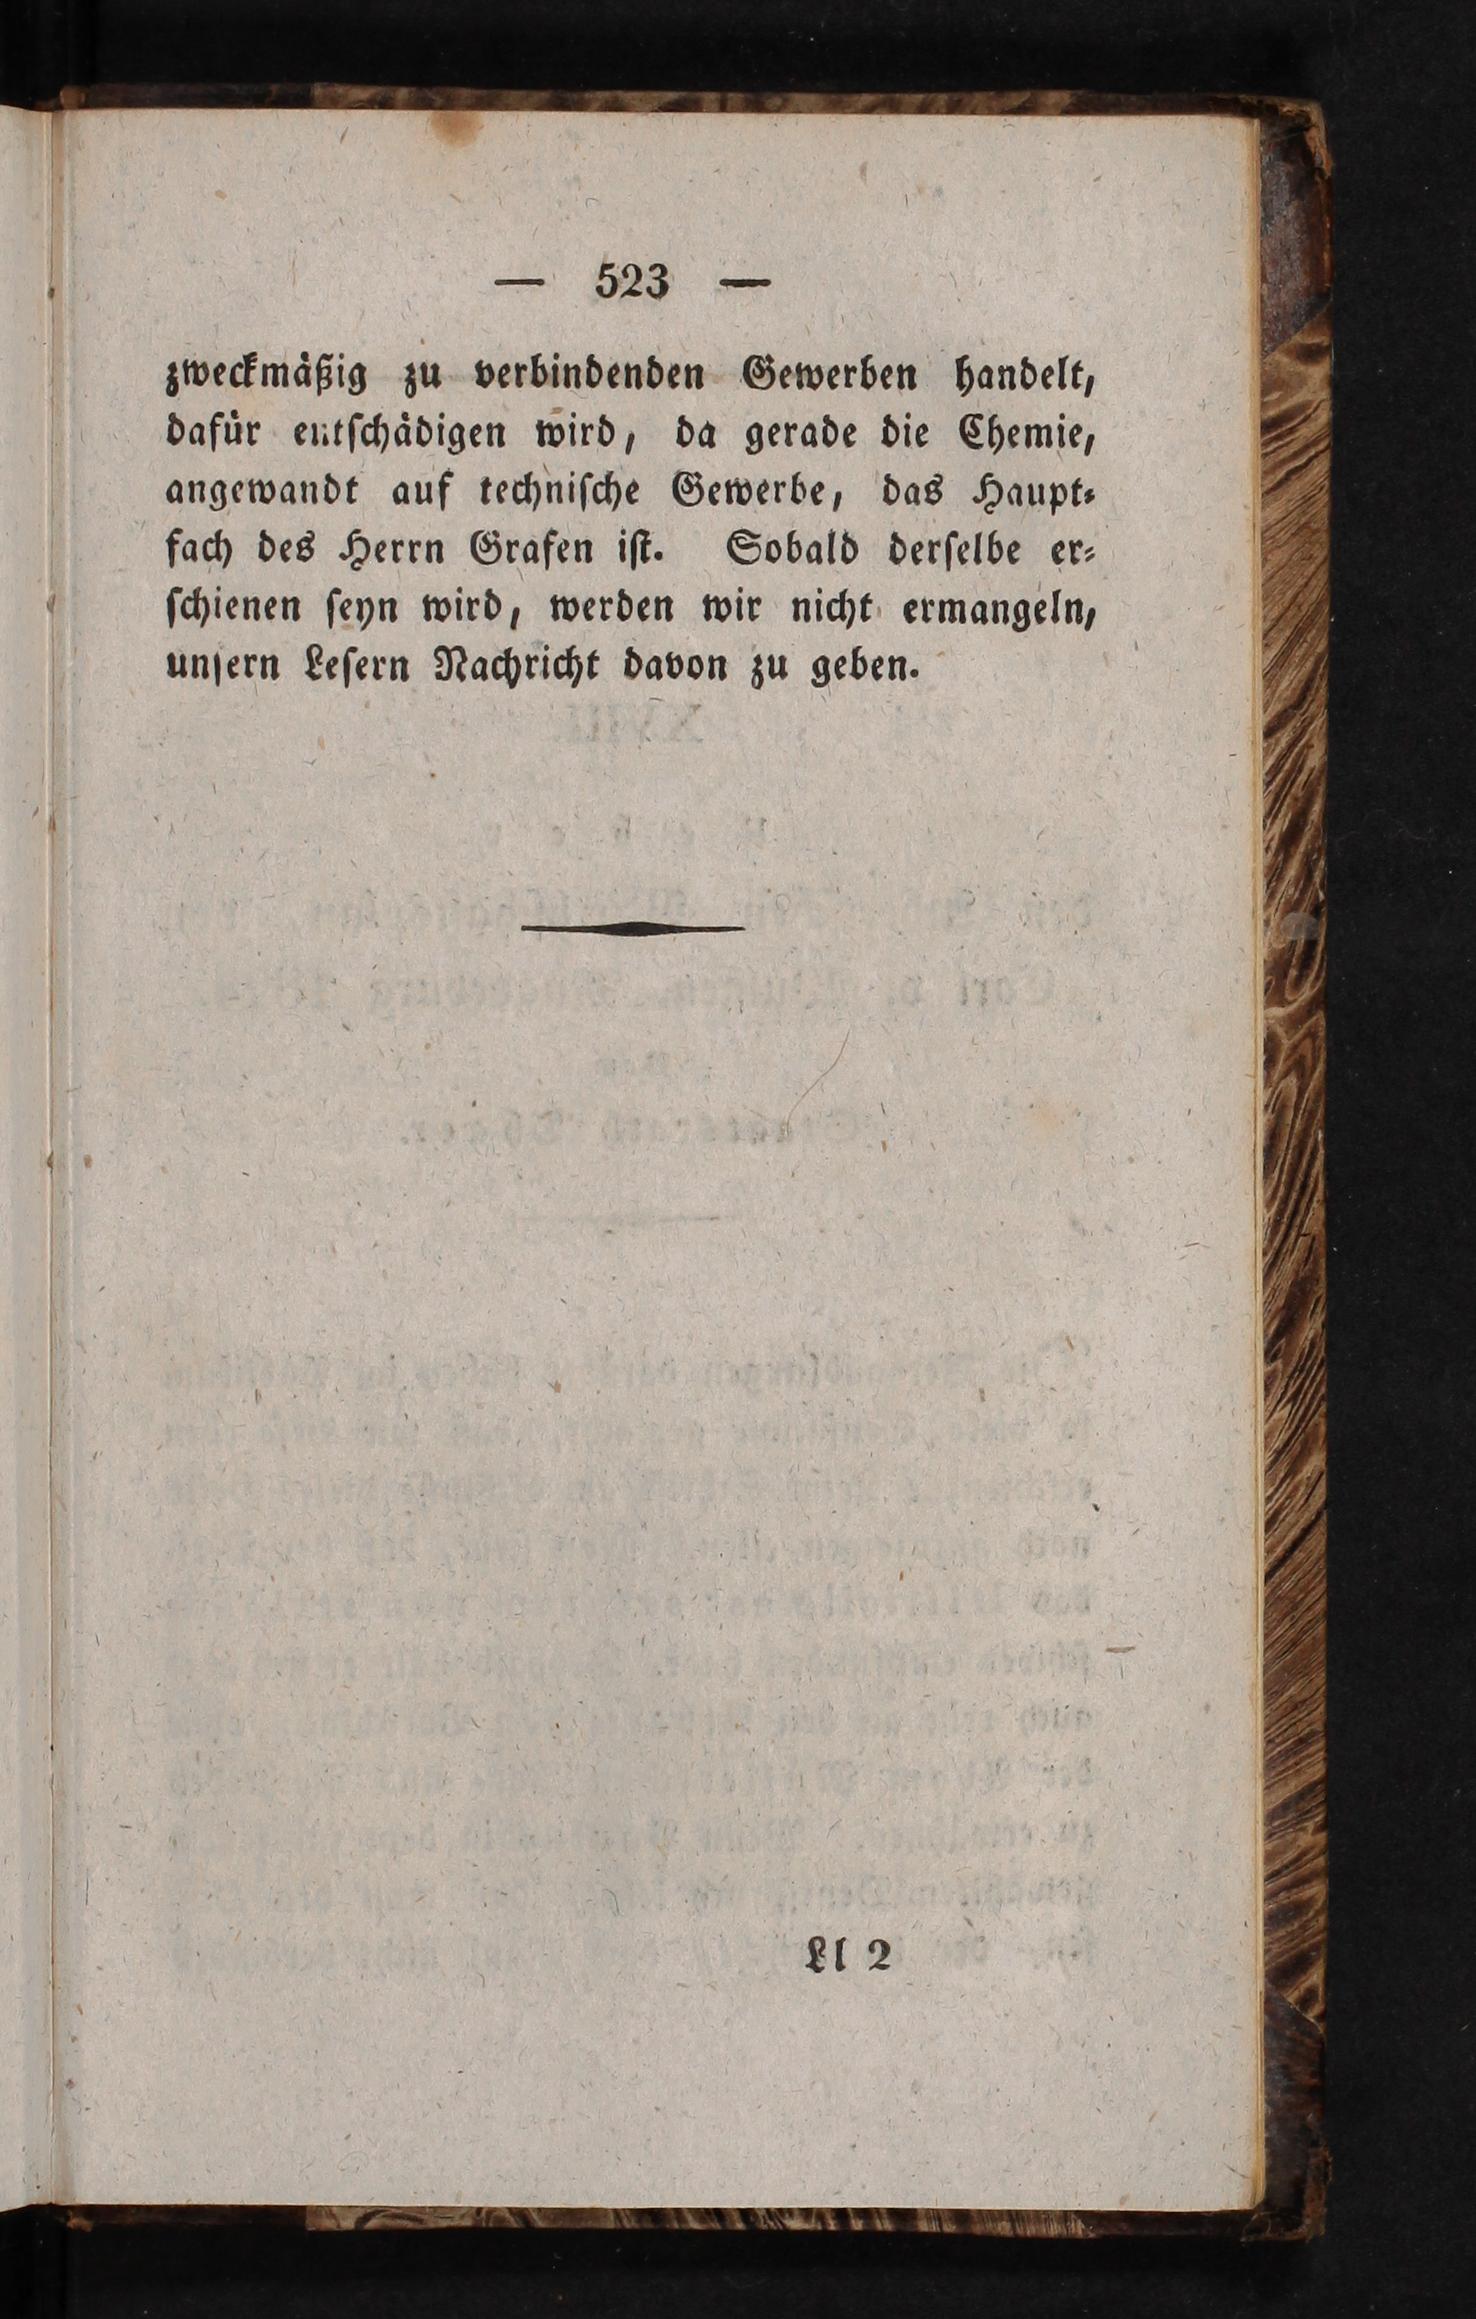 — 523 —
zweckmäßig zu verbindenden Gewerben handelt,
dafür entſchädigen wird, da gerade die Chemie,
angewandt auf techniſche Gewerbe, das Haupt⸗
fach des Herrn Grafen iſt. Sobald derſelbe er⸗
ſchienen ſeyn wird, werden wir nicht ermangeln,
unſern Leſern Nachricht davon zu geben.
Ll 2